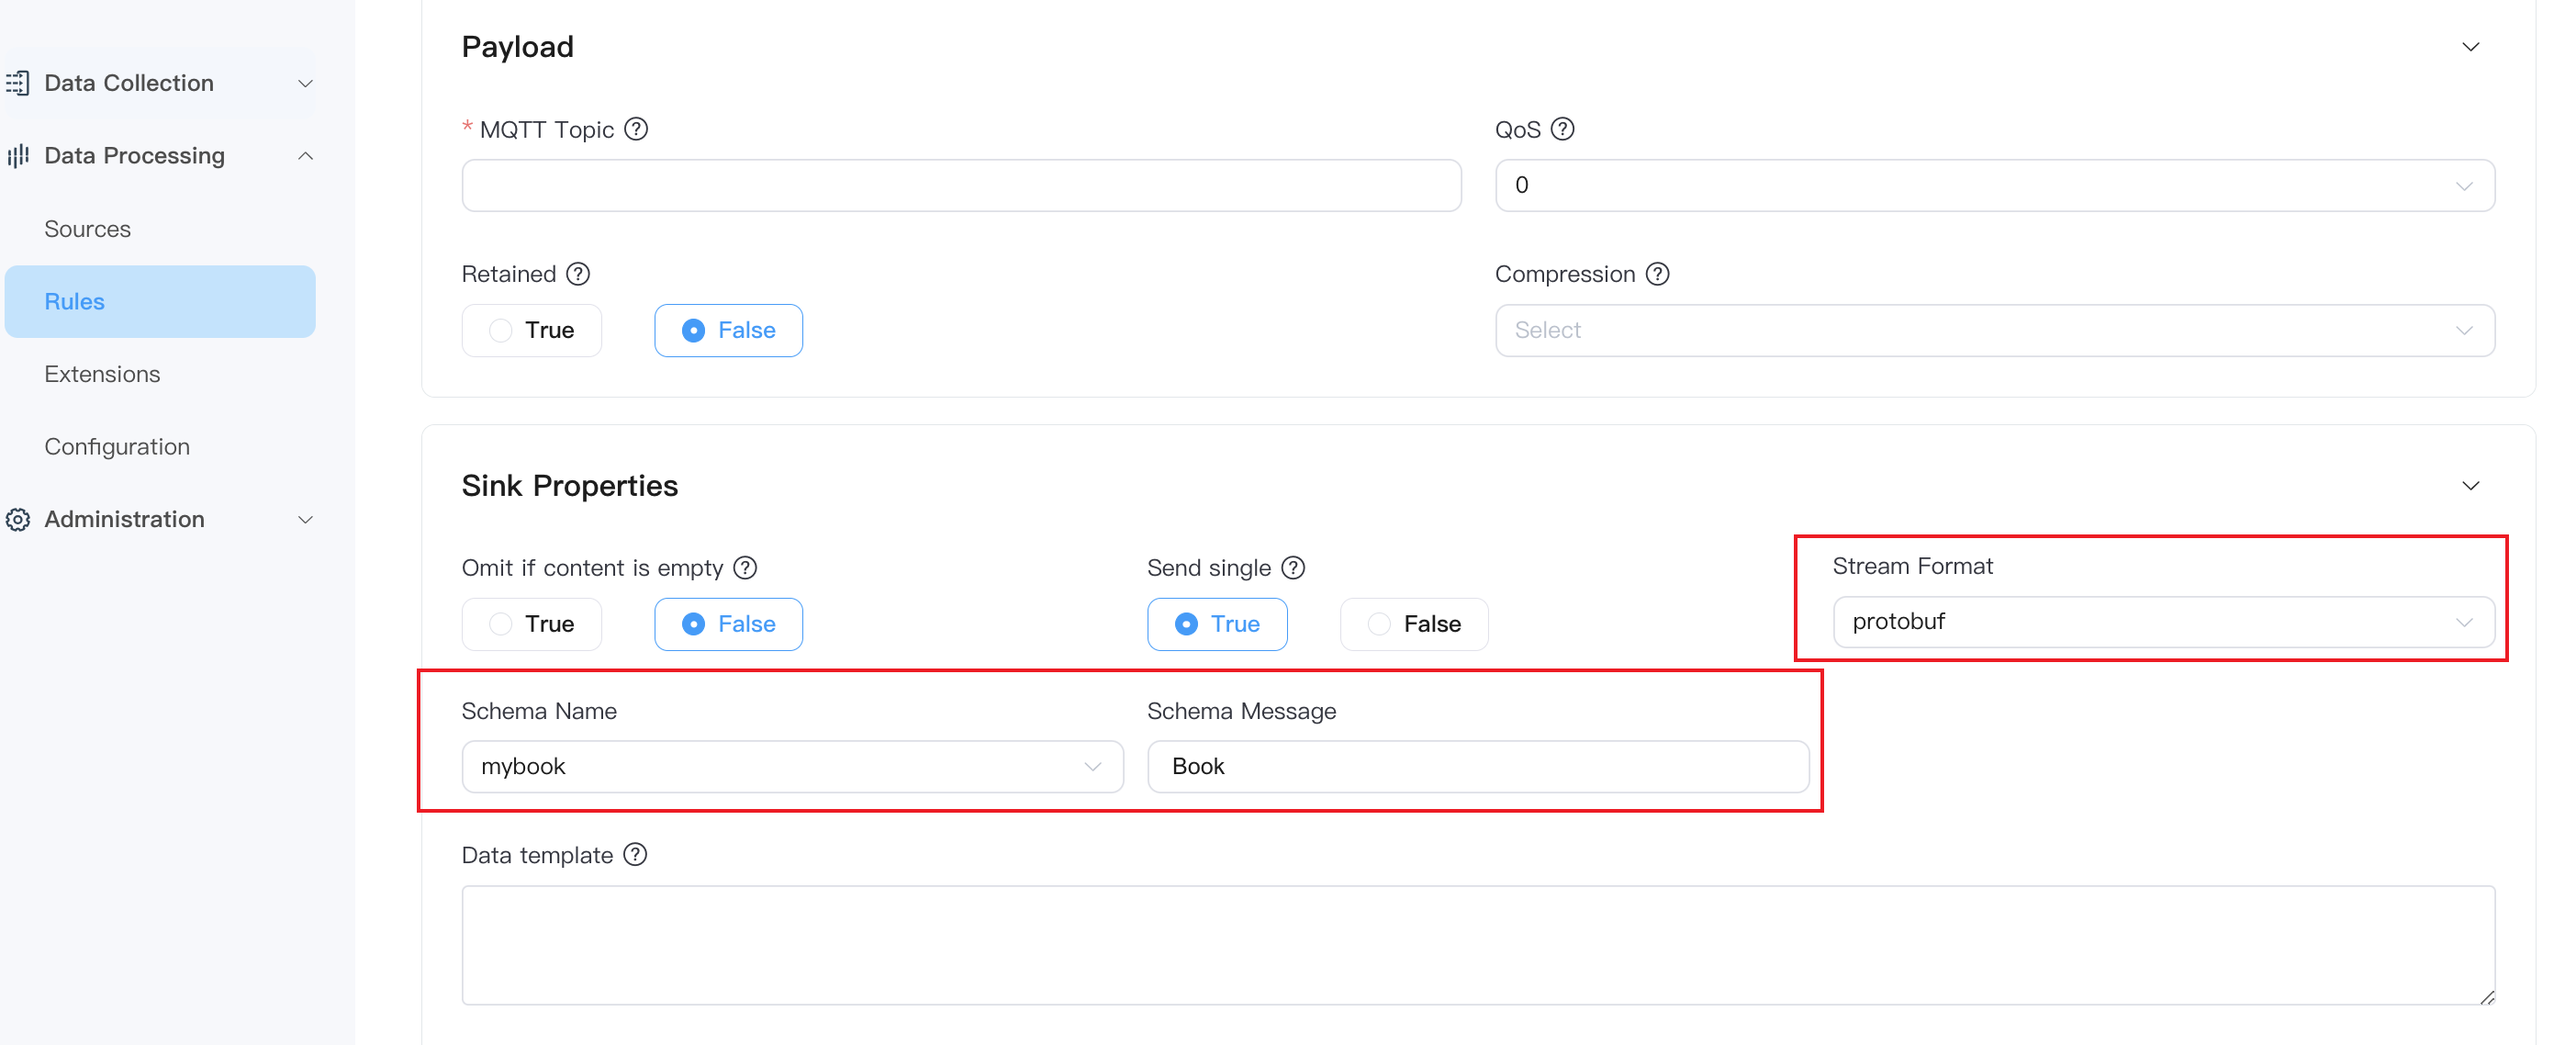 Data Collection
Data Processing
Sources
Rules
Extensions
Configuration
Administration
Payload
* MQTT Topic ?
QoS ?
0
Retained ?
True False
Compression ?
Select
Sink Properties
Omit if content is empty ?
True False
Send single ?
True False
Stream Format
protobuf
Schema Name
mybook
Schema Message
Book
Data template ?